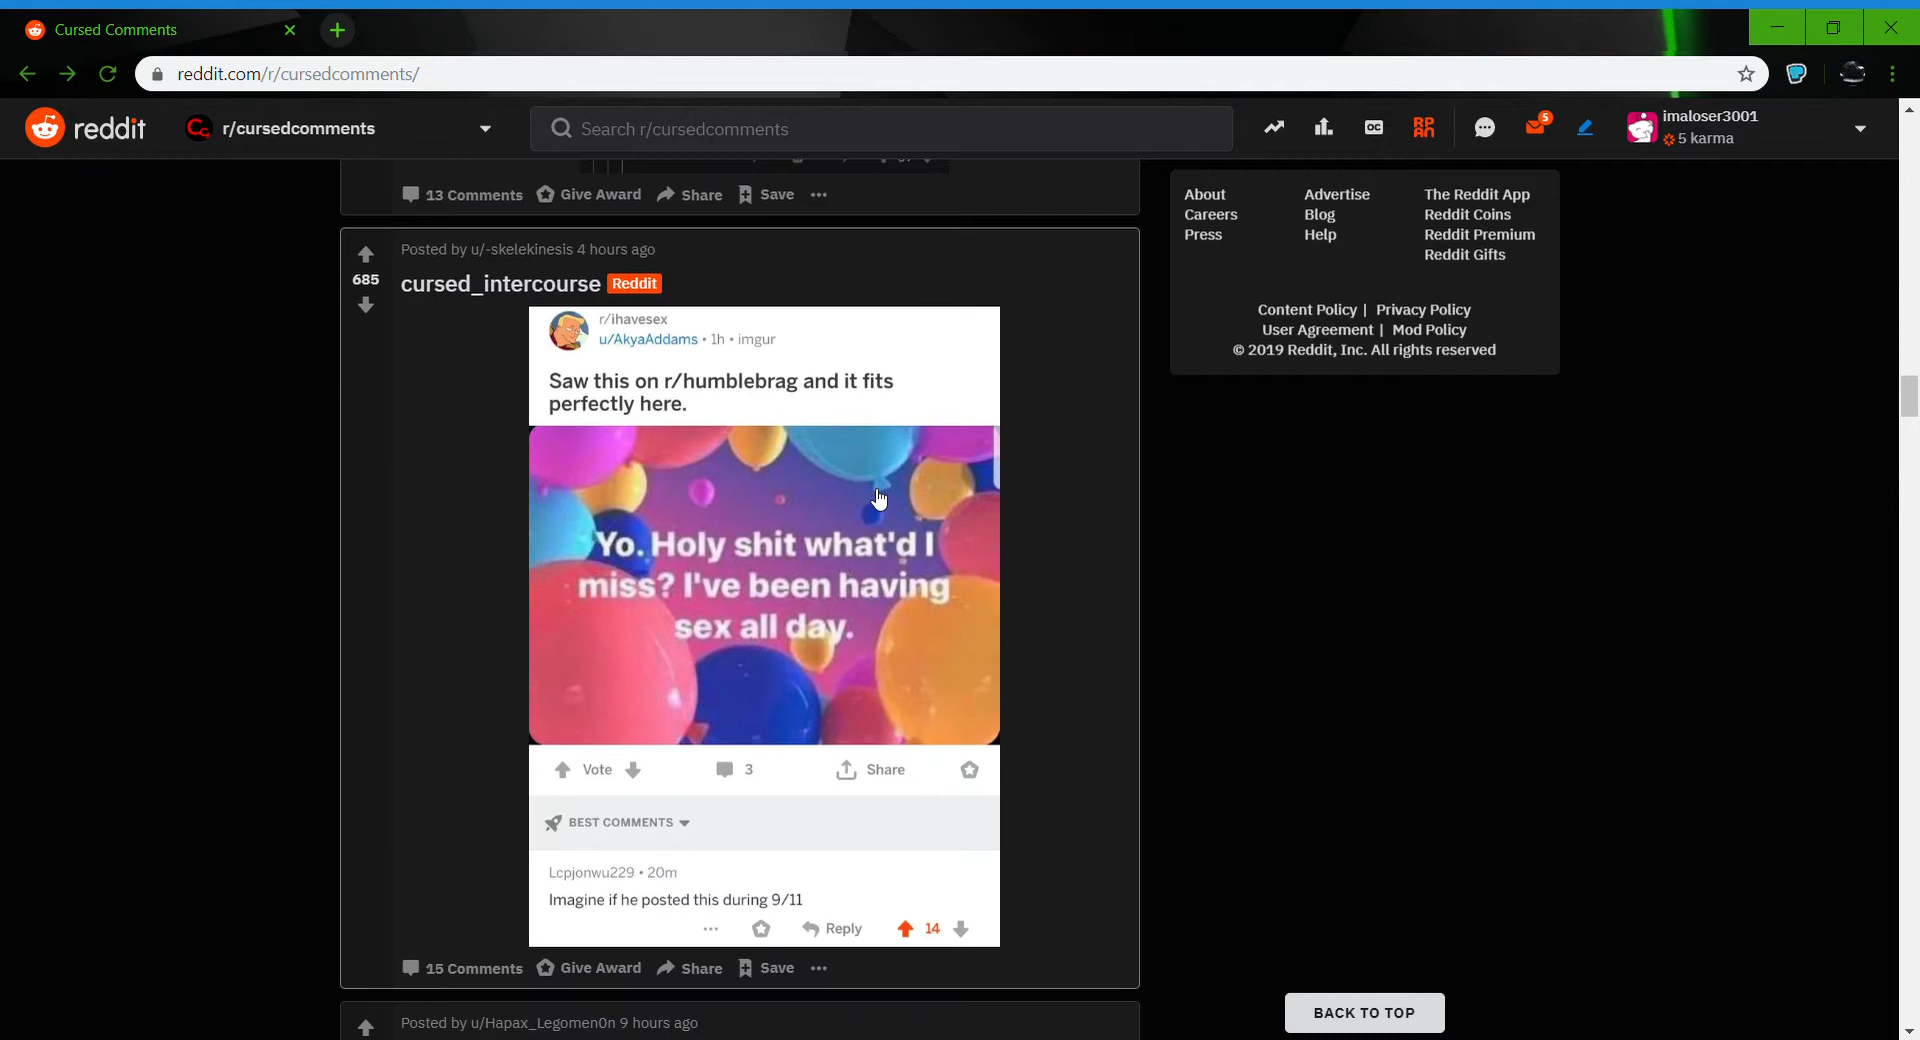 Cursed Comments
reddit.com/r/cursedcomments/
reddit
r/cursedcomments
Search r/cursedcomments
OC
RPAN
5
imaloser3001
5 karma
13 Comments Give Award Share Save
About Advertise The Reddit App
Careers Blog Reddit Coins
Press Help Reddit Premium
Reddit Gifts
Content Policy | Privacy Policy
User Agreement | Mod Policy
© 2019 Reddit, Inc. All rights reserved
Posted by u/-skelekinesis 4 hours ago
685
cursed_intercourse Reddit
r/ihavesex
u/AkyaAddams • 1h • imgur
Saw this on r/humblebrag and it fits
perfectly here.
Yo. Holy shit what'd I
miss? I've been having
sex all day.
Vote 3 Share
BEST COMMENTS
Lcpjonwu229 • 20m
Imagine if he posted this during 9/11
Reply 14
15 Comments Give Award Share Save
BACK TO TOP
Posted by u/Hapax_Legomen0n 9 hours ago